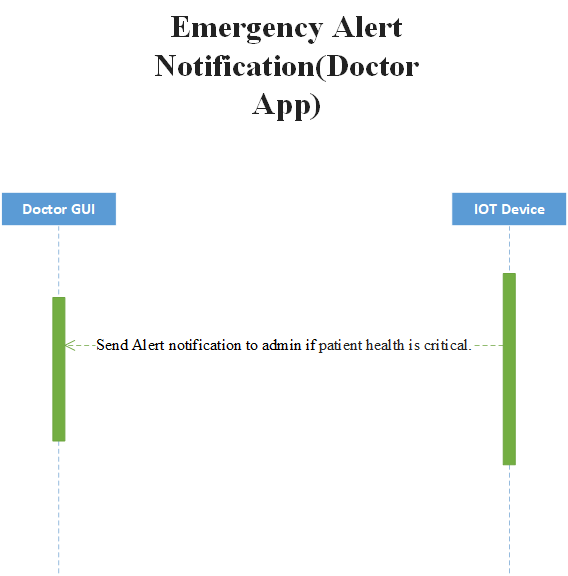 Emergency Alert
Notification(Doctor
App)
Doctor GUI
IOT Device
Send Alert notification to admin if patient health is critical.